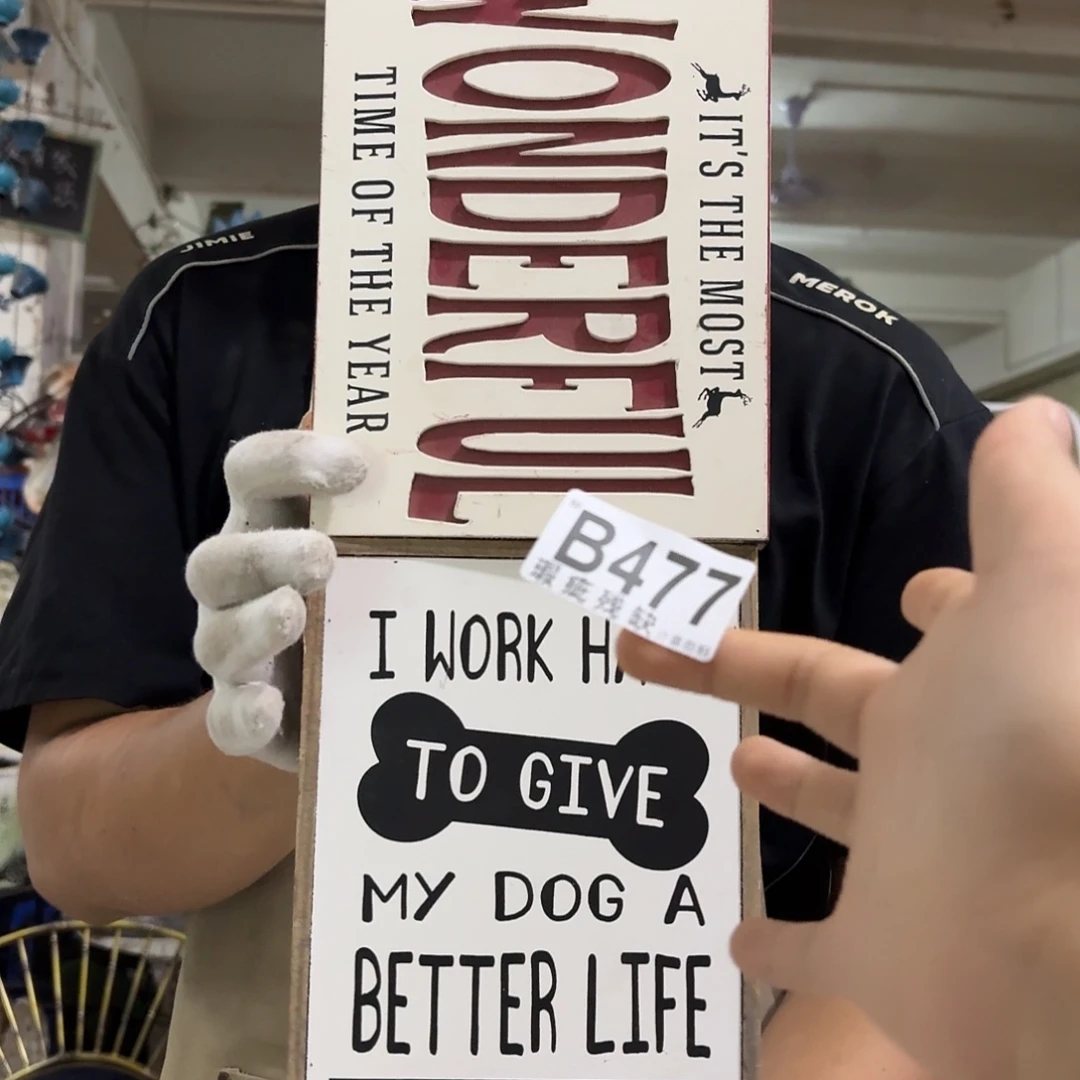 IT'S THE MOST
WONDERFUL
TIME OF THE YEAR
JIMIE
MEROK
B477
瑕疵残缺
I WORK HA
TO GIVE
MY DOG A
BETTER LIFE